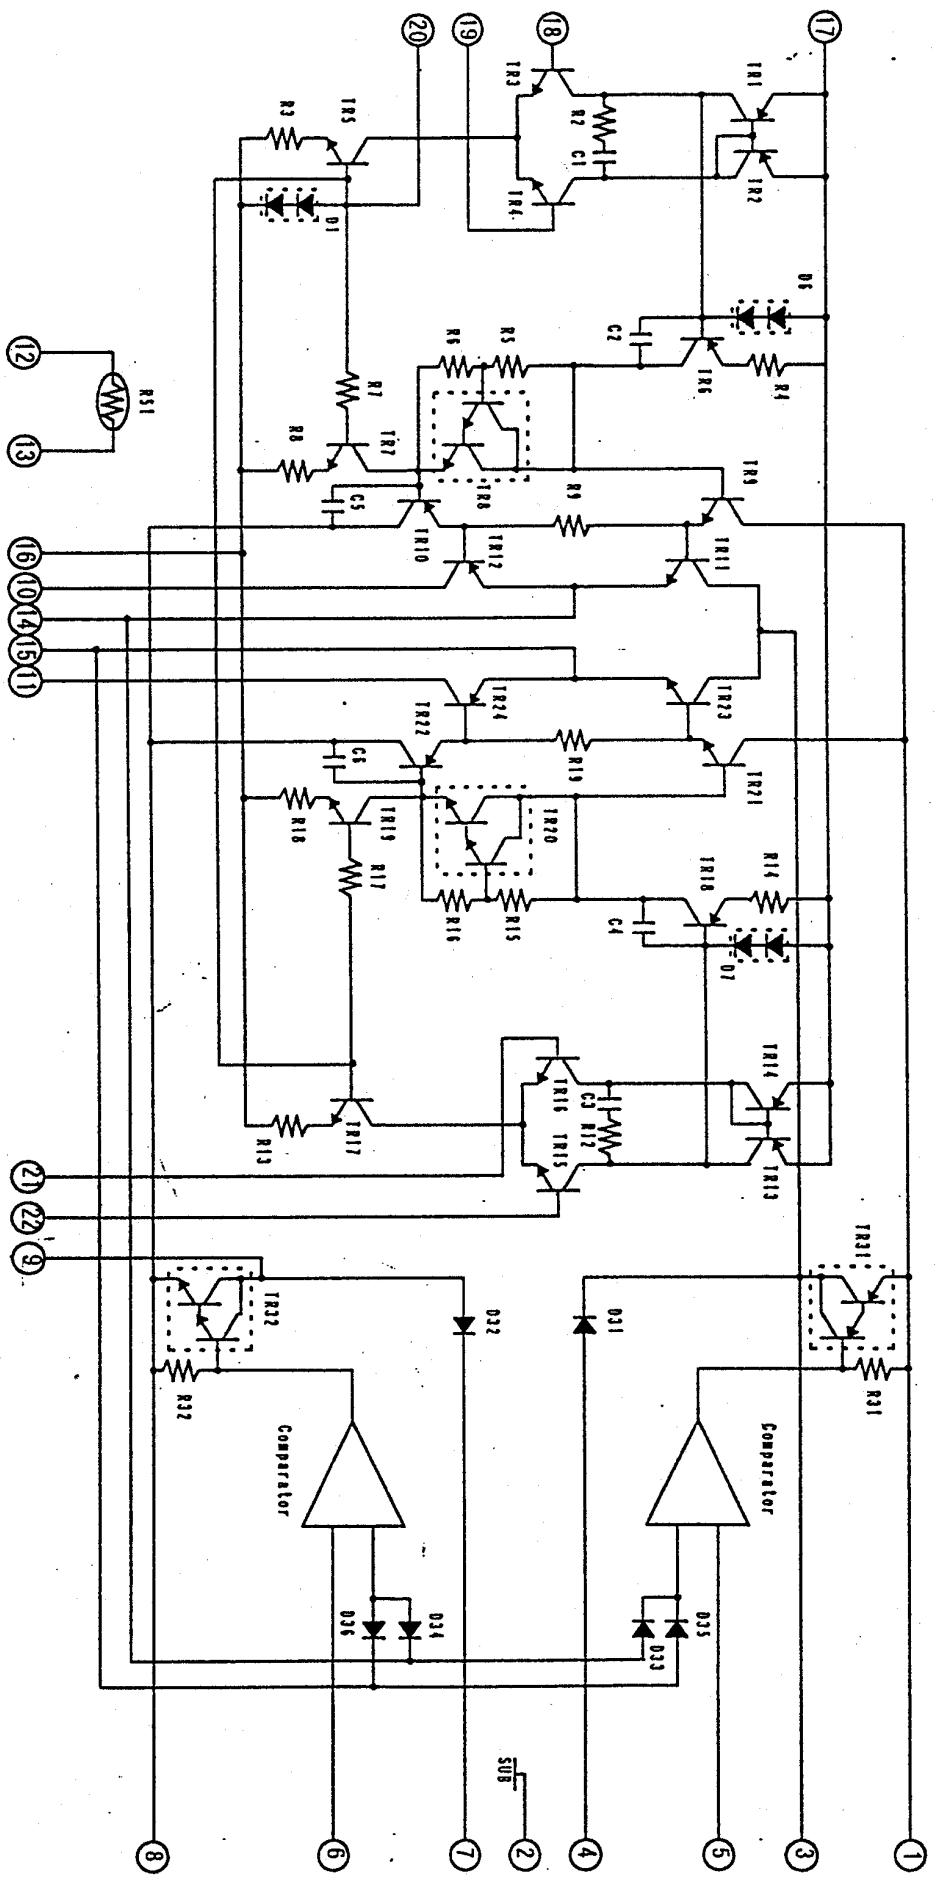 17
18
19
20
TR1
TR2
TR3
TR4
R2
C1
TR5
R3
D1
D6
R4
TR6
C2
R5
R6
R7
TR7
R8
TR8
R9
TR9
C5
TR10
TR11
TR12
12
13
RS1
16
10
14
15
11
TR23
TR24
TR21
TR22
R19
C6
TR20
TR19
R18
R17
R16
R15
TR18
R14
C4
D7
TR14
TR13
TR16
C3
R12
TR15
TR17
R13
21
22
9
TR31
R31
TR32
R32
D32
D31
Comparator
Comparator
D36
D34
D33
D35
SUB
8
6
7
2
4
5
3
1